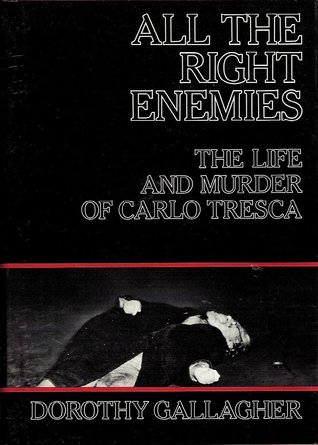 ALL THE
RIGHT
ENEMIES
THE LIFE
AND MURDER
OF CARLO TRESCA
DOROTHY GALLAGHER